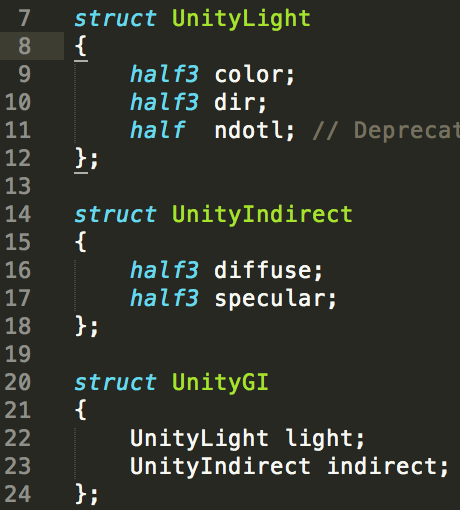 7 struct UnityLight
8 {
9     half3 color;
10     half3 dir;
11     half  ndotl; // Deprecat
12 };
13
14 struct UnityIndirect
15 {
16     half3 diffuse;
17     half3 specular;
18 };
19
20 struct UnityGI
21 {
22     UnityLight light;
23     UnityIndirect indirect;
24 };